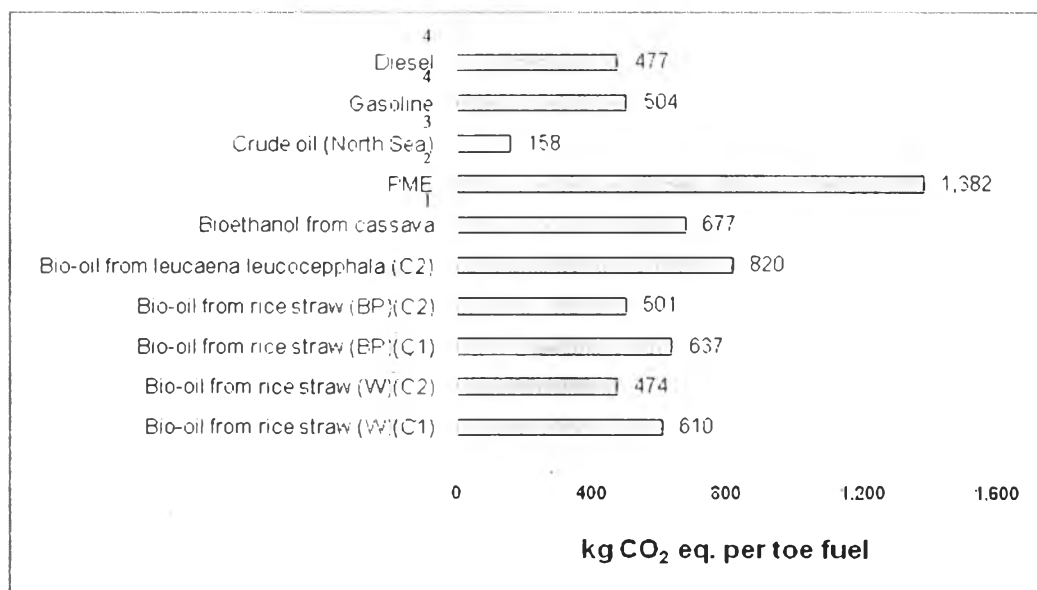 4
Diesel 477
4
Gasoline 504
3
Crude oil (North Sea) 158
2
PME 1,382
1
Bioethanol from cassava 677
Bio-oil from leucaena leucocepphala (C2) 820
Bio-oil from rice straw (BP)(C2) 501
Bio-oil from rice straw (BP)(C1) 637
Bio-oil from rice straw (W)(C2) 474
Bio-oil from rice straw (W)(C1) 610
0 400 800 1,200 1,600
kg CO₂ eq. per toe fuel